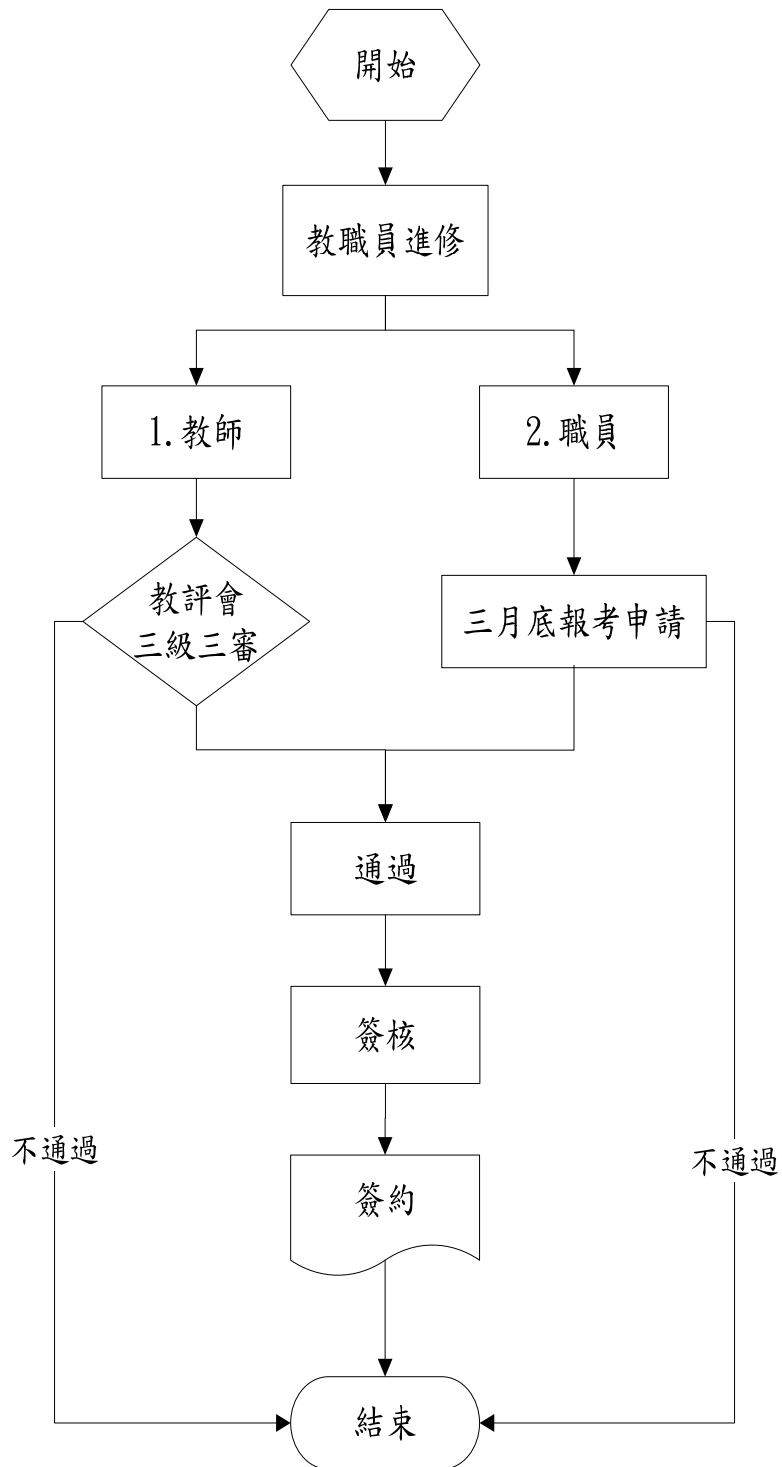 開始
教職員進修
1.教師
2.職員
教評會
三級三審
三月底報考申請
通過
簽核
不通過
不通過
簽約
結束